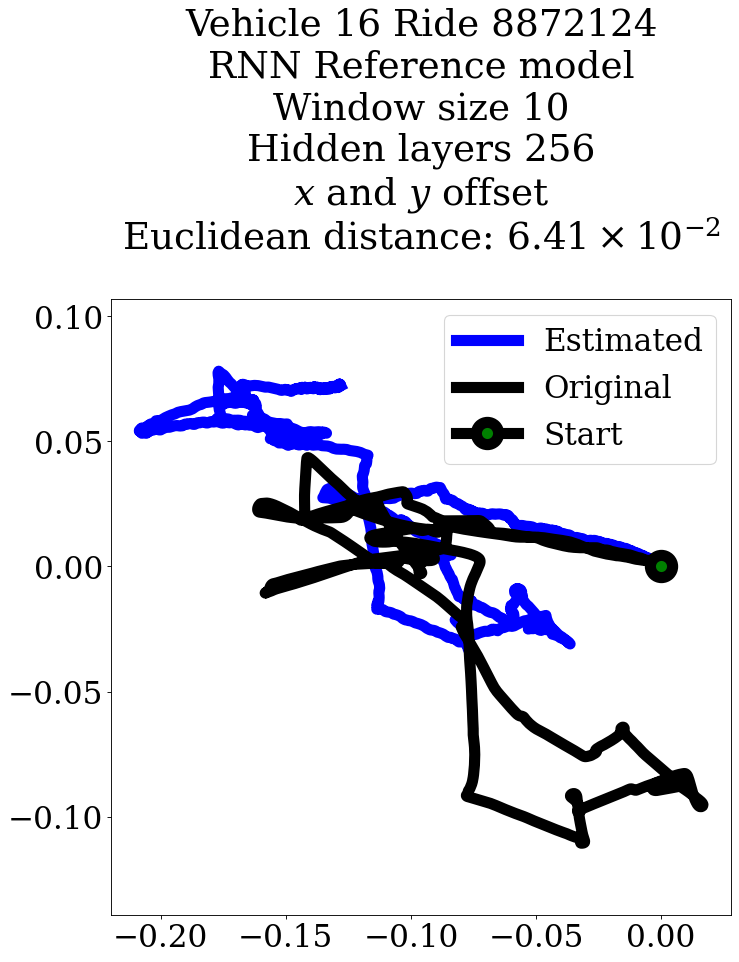 Vehicle 16 Ride 8872124
RNN Reference model
Window size 10
Hidden layers 256
x and y offset
Euclidean distance: 6.41 × 10⁻²
Estimated
Original
Start
0.10
0.05
0.00
−0.05
−0.10
−0.20 −0.15 −0.10 −0.05 0.00